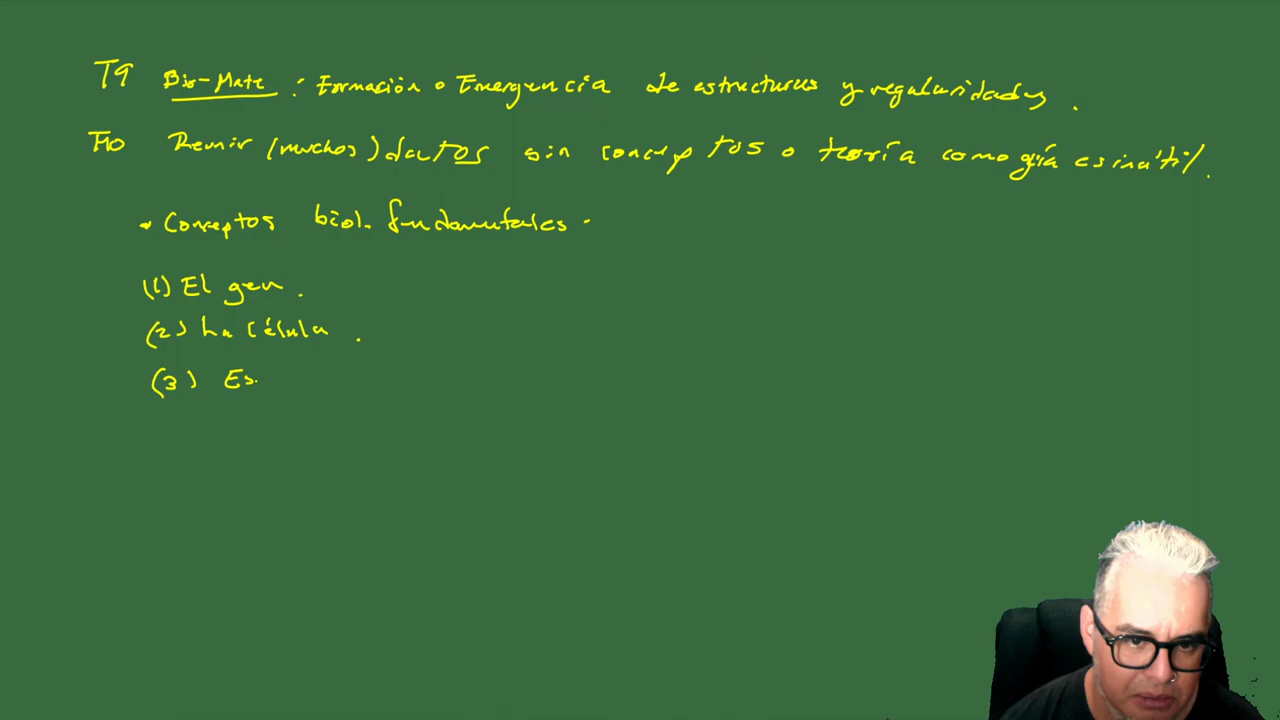 T9 Bio-Mate : Formación o Emergencia de estructuras y regularidades.
T10 Reunir (muchos) datos sin conceptos o teoría como guía es inútil.
• Conceptos biol. fundamentales.
(1) El gen.
(2) La Célula.
(3) Es